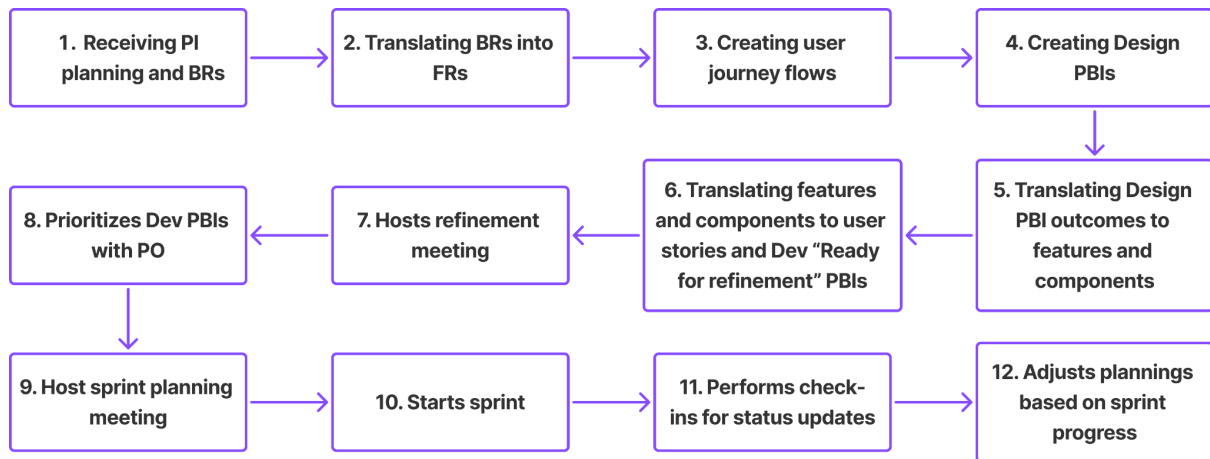 1. Receiving PI
planning and BRs
2. Translating BRs into
FRs
3. Creating user
journey flows
4. Creating Design
PBIs
5. Translating Design
PBI outcomes to
features and
components
6. Translating features
and components to user
stories and Dev “Ready
for refinement” PBIs
7. Hosts refinement
meeting
8. Prioritizes Dev PBIs
with PO
9. Host sprint planning
meeting
10. Starts sprint
11. Performs check-
ins for status updates
12. Adjusts plannings
based on sprint
progress